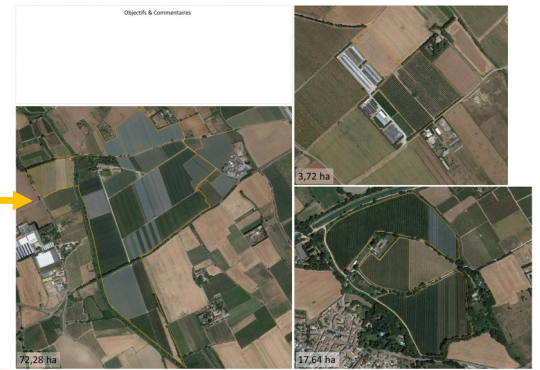 Objectifs & Commentaires
3,72 ha
72,28 ha
17,64 ha